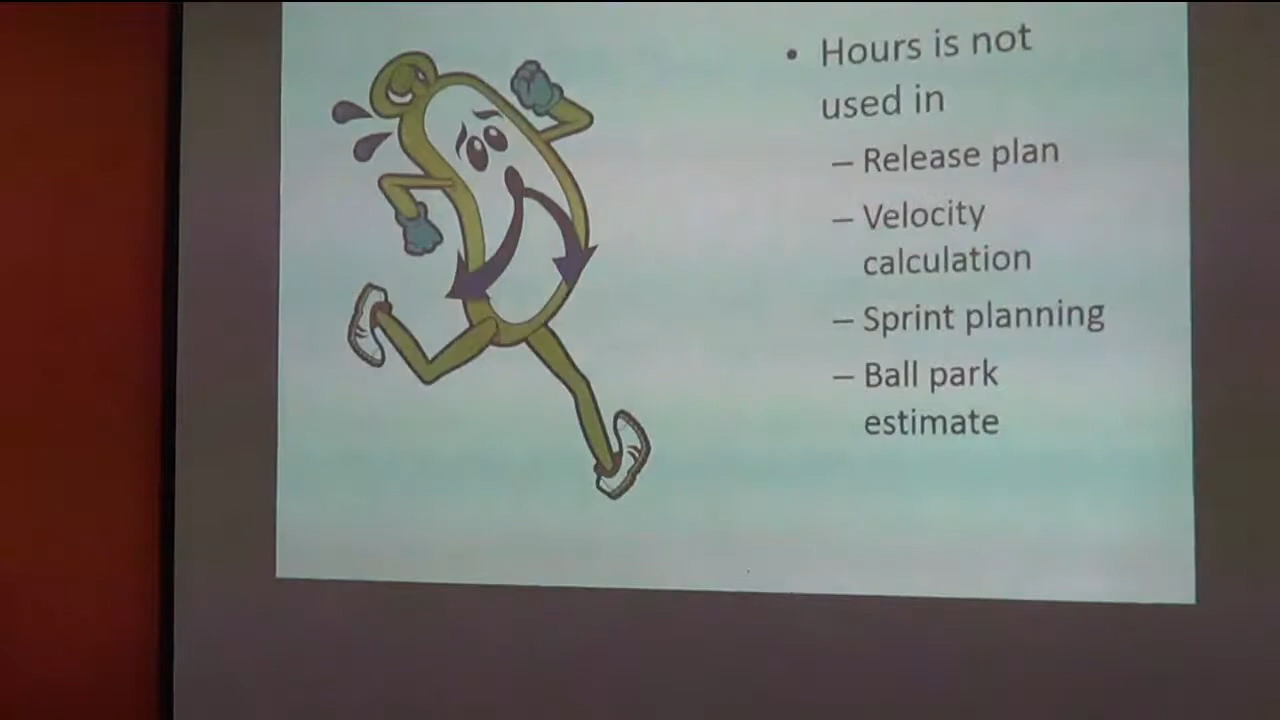 • Hours is not
used in
– Release plan
– Velocity
calculation
– Sprint planning
– Ball park
estimate